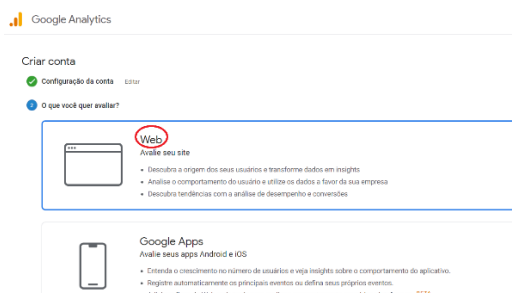 Google Analytics
Criar conta
Configuração da conta Editar
2 O que você quer avaliar?
Web
Avalie seu site
• Descubra a origem dos seus usuários e transforme dados em insights
• Analise o comportamento do usuário e utilize os dados a favor da sua empresa
• Descubra tendências com a análise de desempenho e conversões
Google Apps
Avalie seus apps Android e iOS
• Entenda o crescimento no número de usuários e veja insights sobre o comportamento do aplicativo.
• Registre automaticamente os principais eventos ou defina seus próprios eventos.